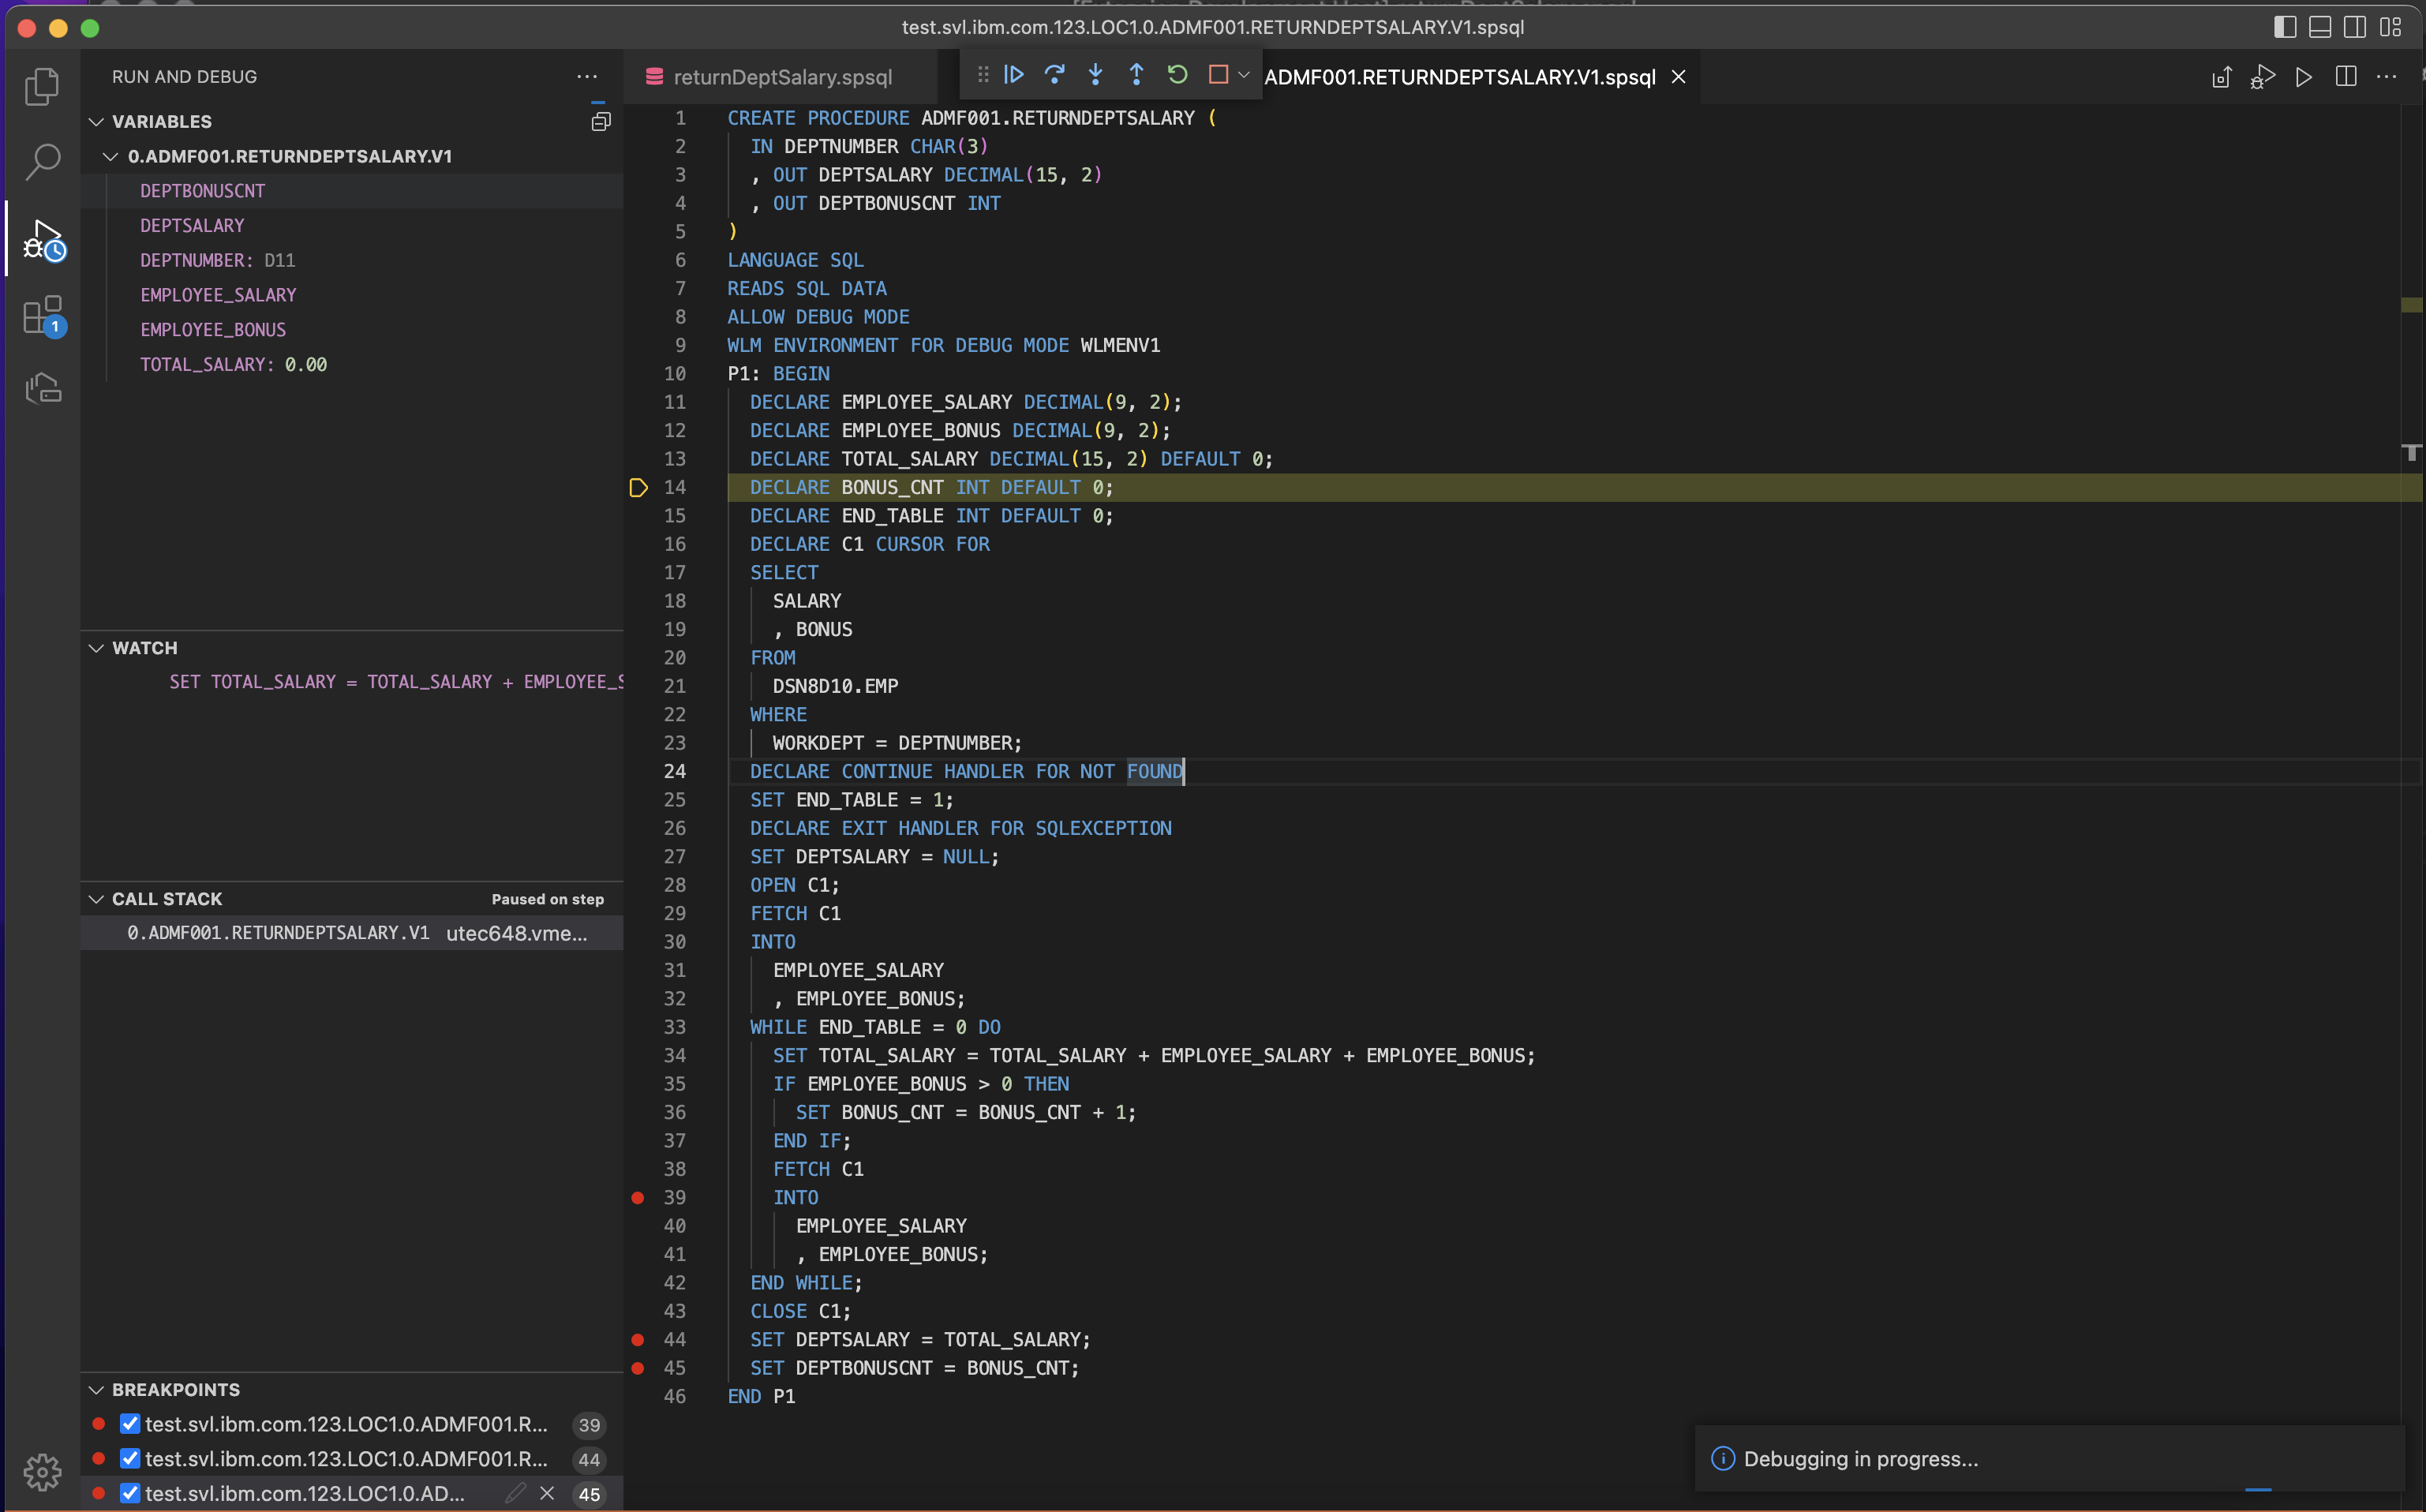 test.svl.ibm.com.123.LOC1.0.ADMF001.RETURNDEPTSALARY.V1.spsql
RUN AND DEBUG
VARIABLES
0.ADMF001.RETURNDEPTSALARY.V1
DEPTBONUSCNT
DEPTSALARY
DEPTNUMBER: D11
EMPLOYEE_SALARY
EMPLOYEE_BONUS
TOTAL_SALARY: 0.00
WATCH
SET TOTAL_SALARY = TOTAL_SALARY + EMPLOYEE_S
CALL STACK Paused on step
0.ADMF001.RETURNDEPTSALARY.V1 utec648.vme...
BREAKPOINTS
test.svl.ibm.com.123.LOC1.0.ADMF001.R... 39
test.svl.ibm.com.123.LOC1.0.ADMF001.R... 44
test.svl.ibm.com.123.LOC1.0.AD... 45
1
returnDeptSalary.spsql
ADMF001.RETURNDEPTSALARY.V1.spsql
1 CREATE PROCEDURE ADMF001.RETURNDEPTSALARY (
2 IN DEPTNUMBER CHAR(3)
3 , OUT DEPTSALARY DECIMAL(15, 2)
4 , OUT DEPTBONUSCNT INT
5 )
6 LANGUAGE SQL
7 READS SQL DATA
8 ALLOW DEBUG MODE
9 WLM ENVIRONMENT FOR DEBUG MODE WLMENV1
10 P1: BEGIN
11 DECLARE EMPLOYEE_SALARY DECIMAL(9, 2);
12 DECLARE EMPLOYEE_BONUS DECIMAL(9, 2);
13 DECLARE TOTAL_SALARY DECIMAL(15, 2) DEFAULT 0;
14 DECLARE BONUS_CNT INT DEFAULT 0;
15 DECLARE END_TABLE INT DEFAULT 0;
16 DECLARE C1 CURSOR FOR
17 SELECT
18 SALARY
19 , BONUS
20 FROM
21 DSN8D10.EMP
22 WHERE
23 WORKDEPT = DEPTNUMBER;
24 DECLARE CONTINUE HANDLER FOR NOT FOUND
25 SET END_TABLE = 1;
26 DECLARE EXIT HANDLER FOR SQLEXCEPTION
27 SET DEPTSALARY = NULL;
28 OPEN C1;
29 FETCH C1
30 INTO
31 EMPLOYEE_SALARY
32 , EMPLOYEE_BONUS;
33 WHILE END_TABLE = 0 DO
34 SET TOTAL_SALARY = TOTAL_SALARY + EMPLOYEE_SALARY + EMPLOYEE_BONUS;
35 IF EMPLOYEE_BONUS > 0 THEN
36 SET BONUS_CNT = BONUS_CNT + 1;
37 END IF;
38 FETCH C1
39 INTO
40 EMPLOYEE_SALARY
41 , EMPLOYEE_BONUS;
42 END WHILE;
43 CLOSE C1;
44 SET DEPTSALARY = TOTAL_SALARY;
45 SET DEPTBONUSCNT = BONUS_CNT;
46 END P1
Debugging in progress...